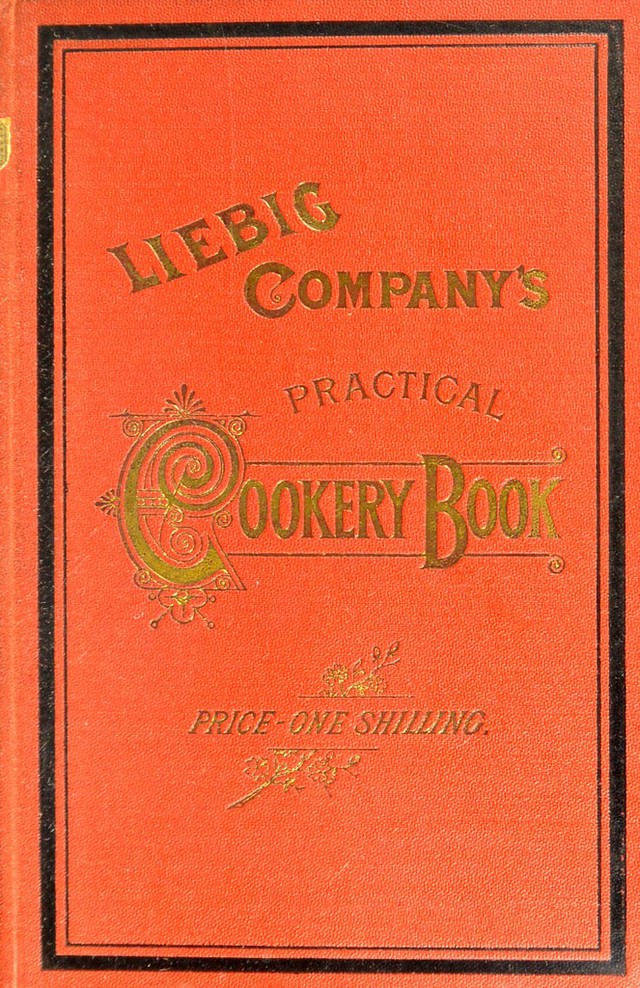 LIEBIG
COMPANY'S
PRACTICAL
COOKERY BOOK
PRICE-ONE SHILLING.